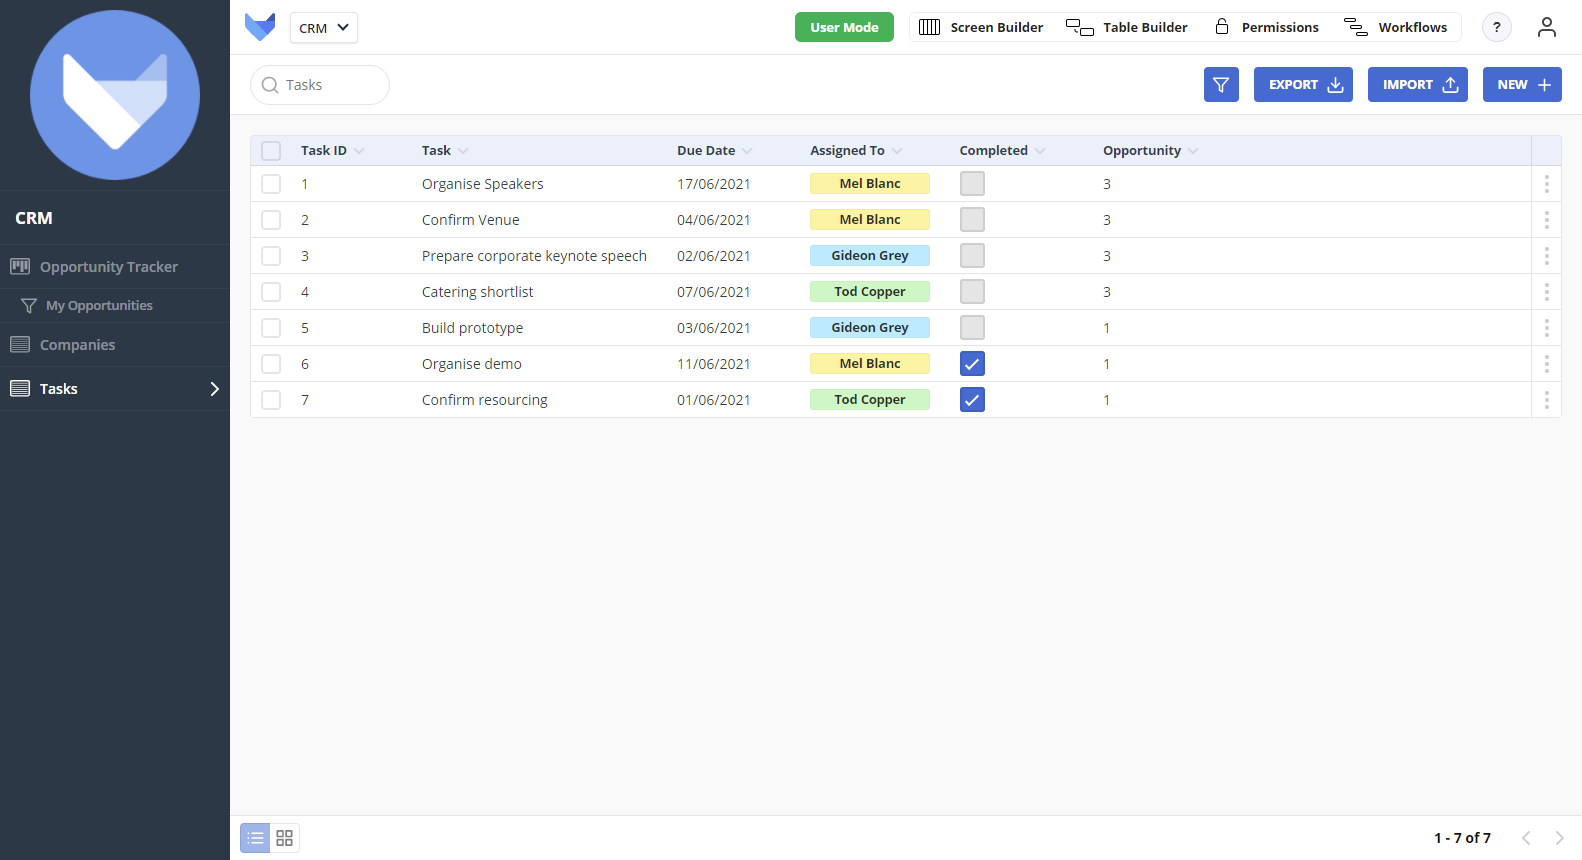 CRM
User Mode
Screen Builder
Table Builder
Permissions
Workflows
?
Tasks
EXPORT
IMPORT
NEW
CRM
Opportunity Tracker
My Opportunities
Companies
Tasks
Task ID Task Due Date Assigned To Completed Opportunity
1 Organise Speakers 17/06/2021 Mel Blanc 3
2 Confirm Venue 04/06/2021 Mel Blanc 3
3 Prepare corporate keynote speech 02/06/2021 Gideon Grey 3
4 Catering shortlist 07/06/2021 Tod Copper 3
5 Build prototype 03/06/2021 Gideon Grey 1
6 Organise demo 11/06/2021 Mel Blanc 1
7 Confirm resourcing 01/06/2021 Tod Copper 1
1 - 7 of 7